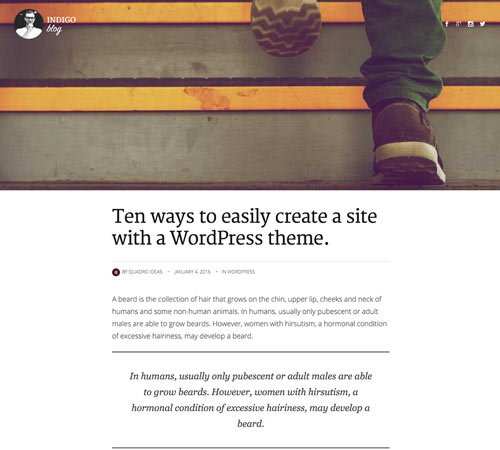 INDIGO
blog
Ten ways to easily create a site
with a WordPress theme.
BY QUADRO IDEAS • JANUARY 4, 2016 • IN WORDPRESS
A beard is the collection of hair that grows on the chin, upper lip, cheeks and neck of
humans and some non-human animals. In humans, usually only pubescent or adult
males are able to grow beards. However, women with hirsutism, a hormonal condition
of excessive hairiness, may develop a beard.
In humans, usually only pubescent or adult males are able
to grow beards. However, women with hirsutism, a
hormonal condition of excessive hairiness, may develop a
beard.